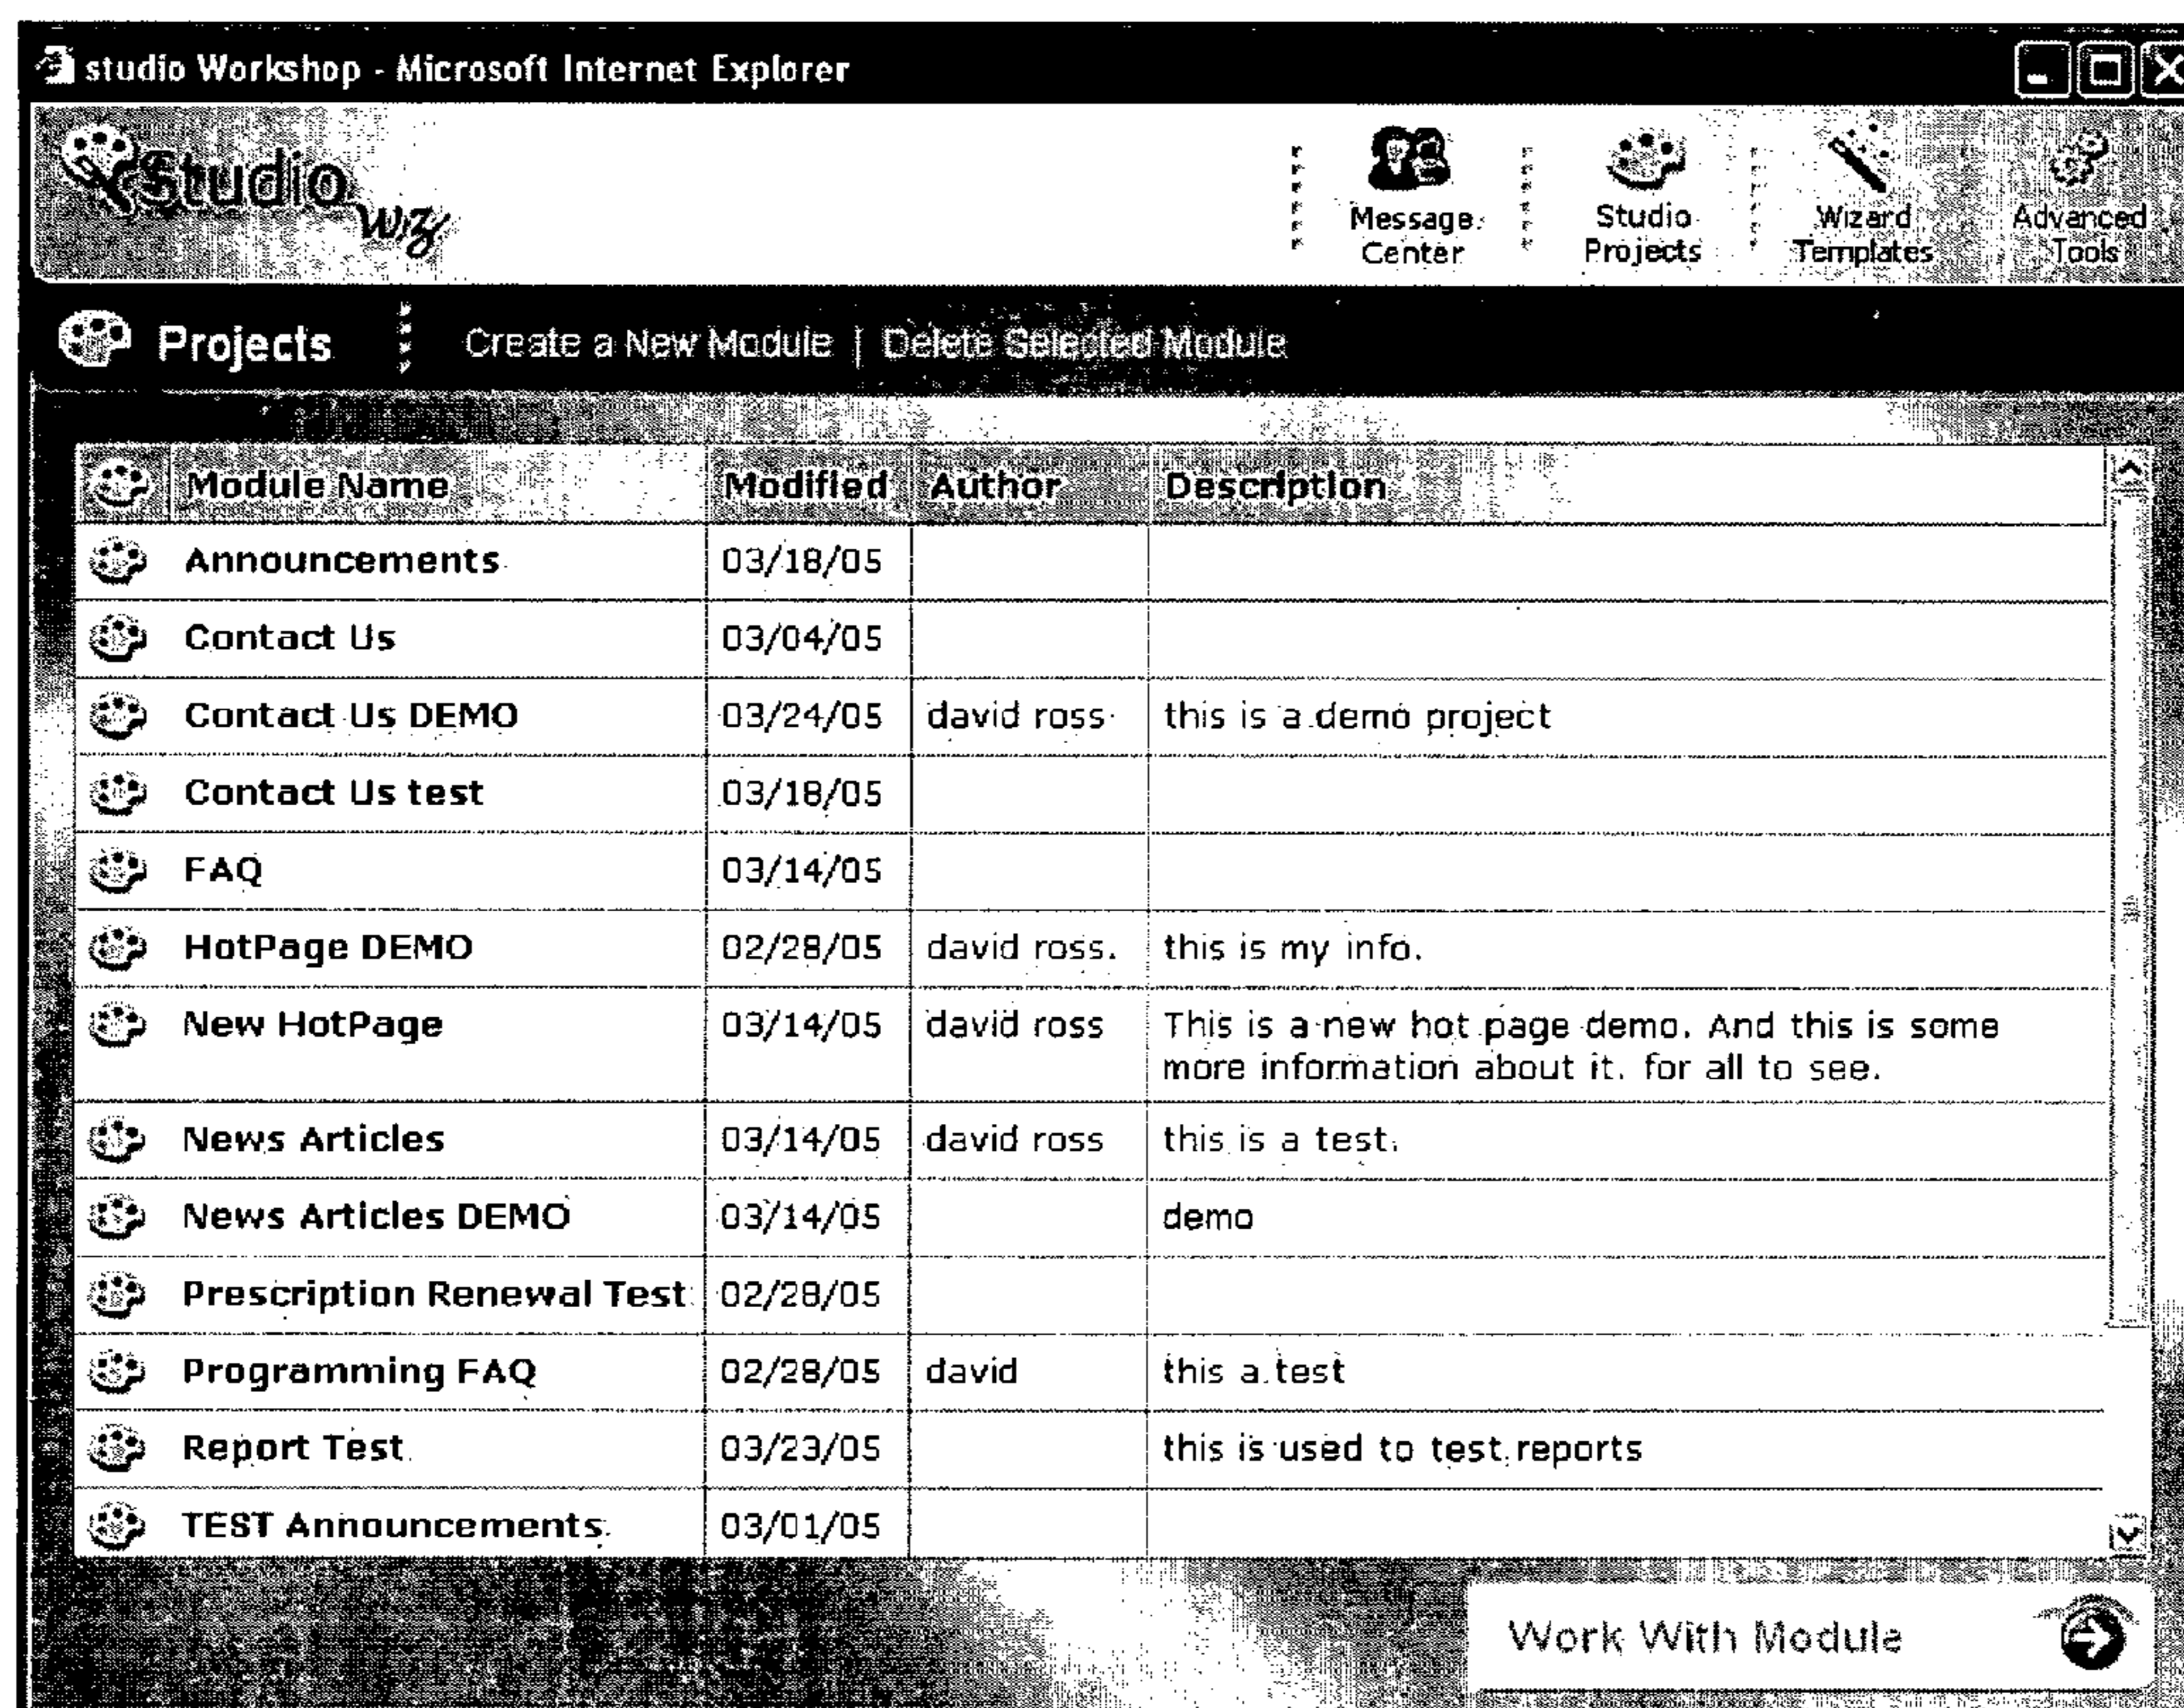 studio Workshop - Microsoft Internet Explorer
Studio wz
Message Center
Studio Projects
Wizard Templates
Advanced Tools
Projects
Create a New Module | Delete Selected Module
Module Name Modified Author Description
Announcements 03/18/05
Contact Us 03/04/05
Contact Us DEMO 03/24/05 david ross this is a demo project
Contact Us test 03/18/05
FAQ 03/14/05
HotPage DEMO 02/28/05 david ross. this is my info.
New HotPage 03/14/05 david ross This is a new hot page demo. And this is some
more information about it. for all to see.
News Articles 03/14/05 david ross this is a test.
News Articles DEMO 03/14/05 demo
Prescription Renewal Test 02/28/05
Programming FAQ 02/28/05 david this a test
Report Test 03/23/05 this is used to test reports
TEST Announcements 03/01/05
Work With Module